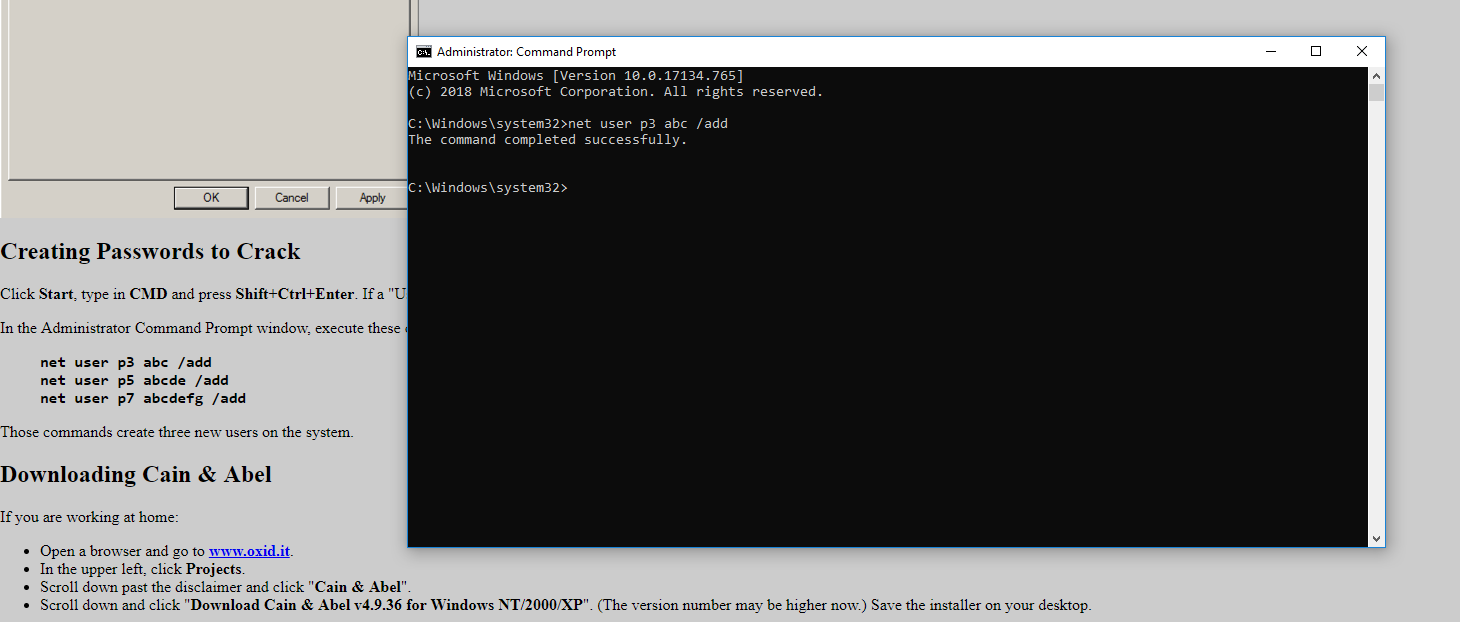 OK Cancel Apply
Creating Passwords to Crack
Click Start, type in CMD and press Shift+Ctrl+Enter. If a "U
In the Administrator Command Prompt window, execute these
net user p3 abc /add
net user p5 abcde /add
net user p7 abcdefg /add
Those commands create three new users on the system.
Downloading Cain & Abel
If you are working at home:
• Open a browser and go to www.oxid.it.
• In the upper left, click Projects.
• Scroll down past the disclaimer and click "Cain & Abel".
• Scroll down and click "Download Cain & Abel v4.9.36 for Windows NT/2000/XP". (The version number may be higher now.) Save the installer on your desktop.
C:\.
Administrator: Command Prompt
Microsoft Windows [Version 10.0.17134.765]
(c) 2018 Microsoft Corporation. All rights reserved.
C:\Windows\system32>net user p3 abc /add
The command completed successfully.
C:\Windows\system32>